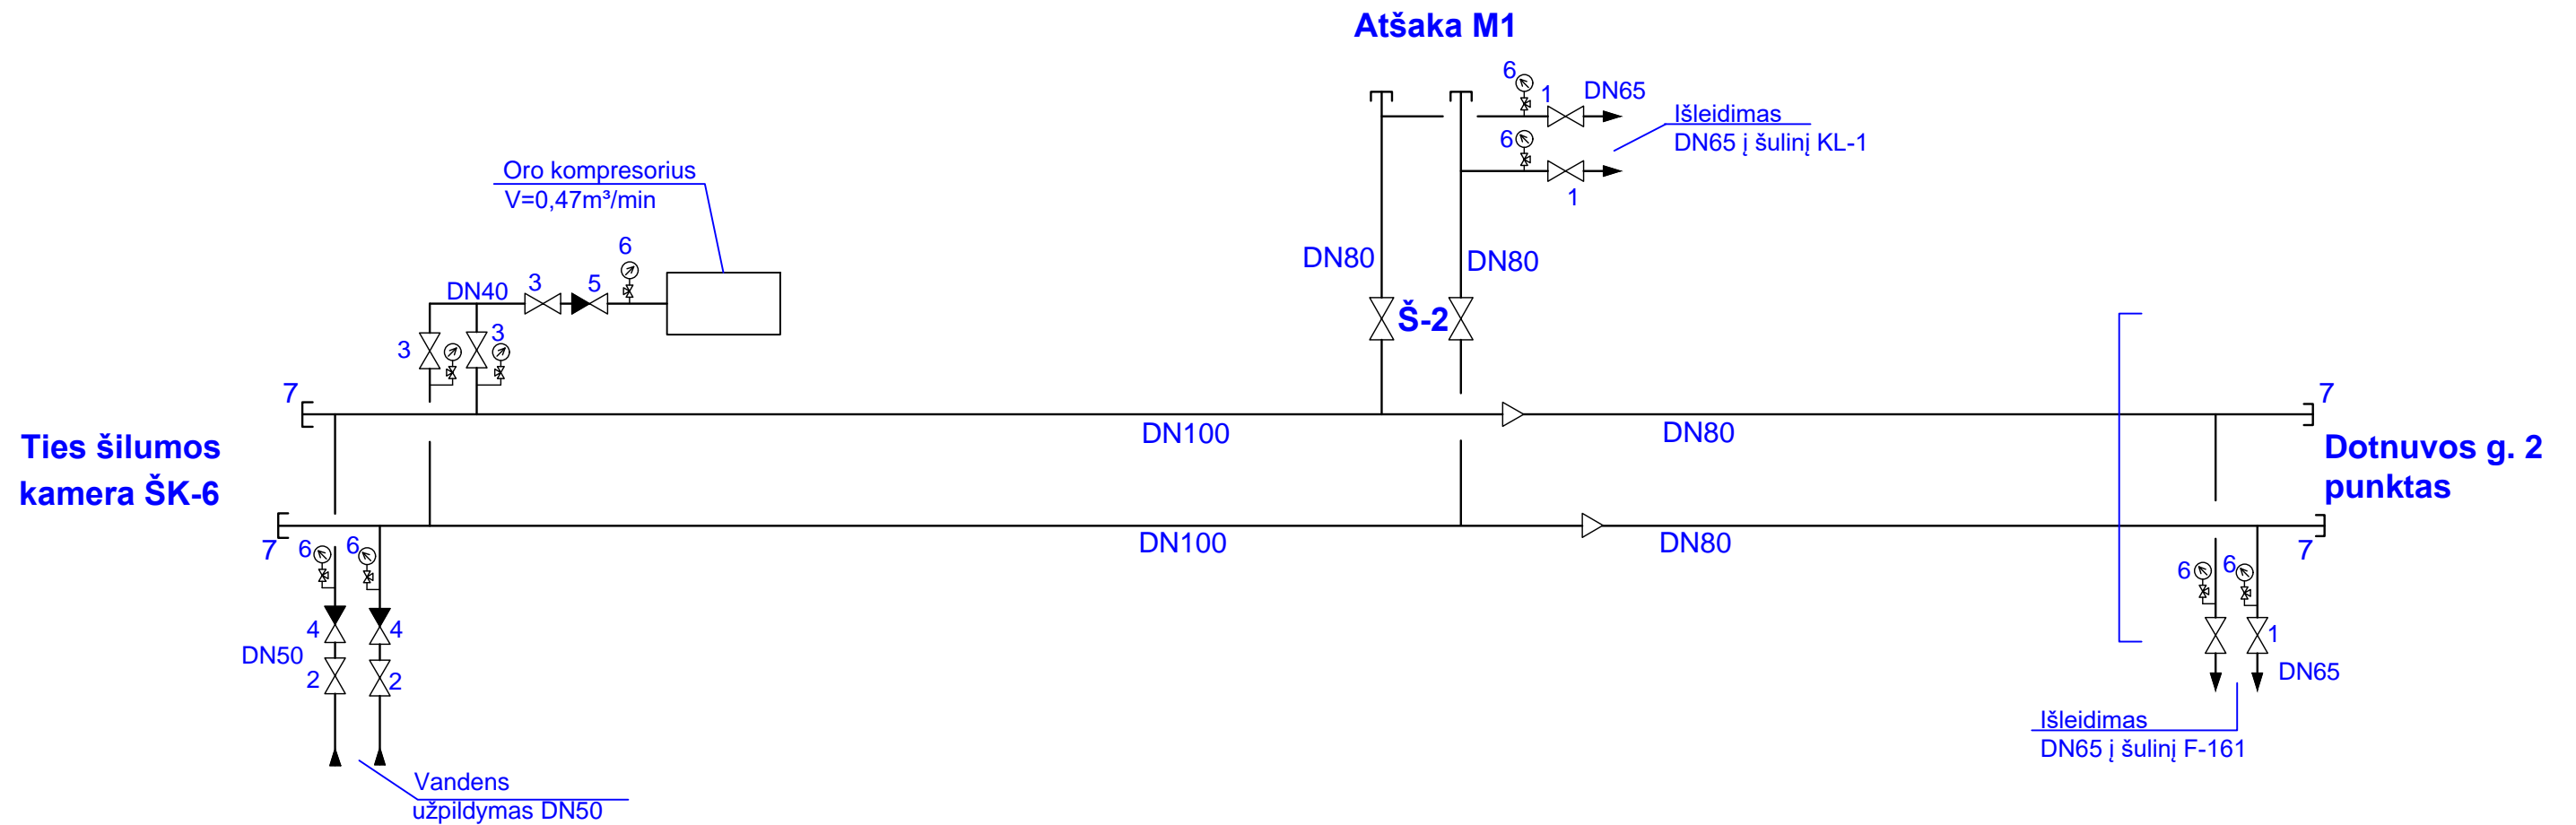 Atšaka M1
6
1
DN65
Išleidimas
DN65 į šulinį KL-1
6
1
Oro kompresorius
V=0,47m³/min
6
DN80
DN80
DN40
3
5
3
3
Š-2
7
7
DN100
DN80
Ties šilumos
kamera ŠK-6
Dotnuvos g. 2
punktas
7
6
6
DN100
DN80
7
6
6
4
4
1
DN50
2
2
DN65
Išleidimas
DN65 į šulinį F-161
Vandens
užpildymas DN50